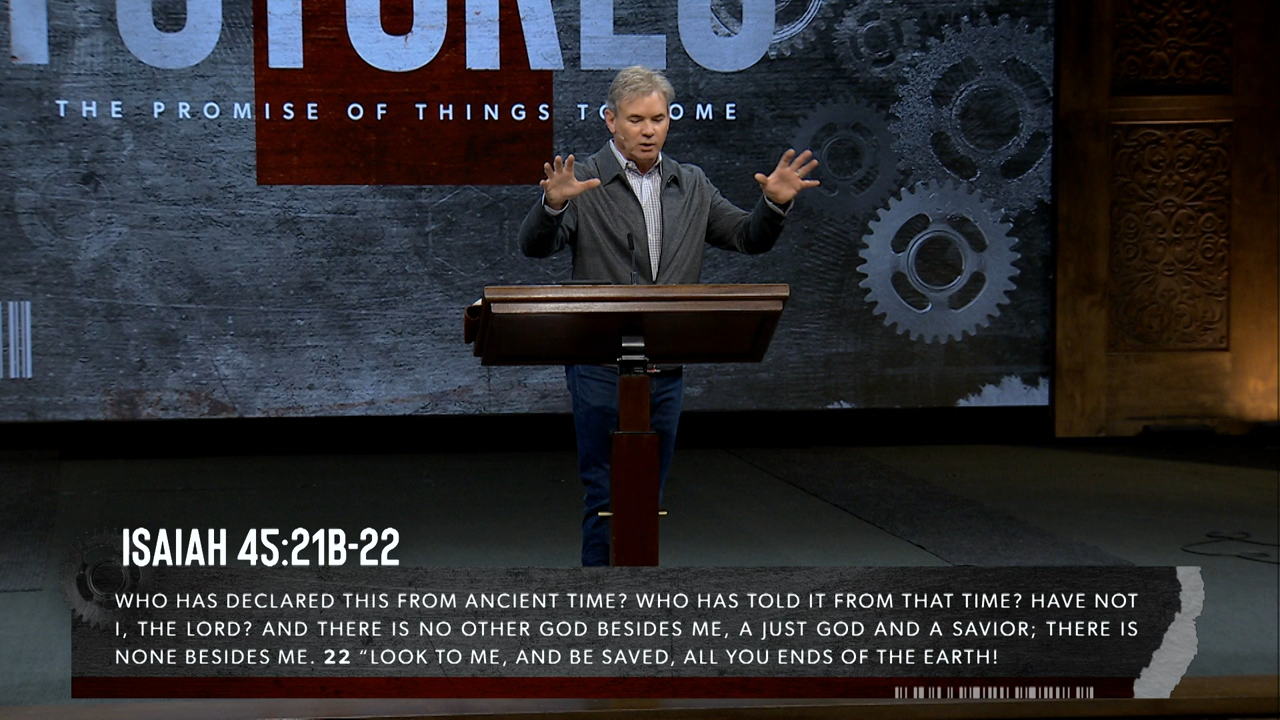 THE PROMISE OF THINGS TO COME
ISAIAH 45:21B-22
WHO HAS DECLARED THIS FROM ANCIENT TIME? WHO HAS TOLD IT FROM THAT TIME? HAVE NOT
I, THE LORD? AND THERE IS NO OTHER GOD BESIDES ME, A JUST GOD AND A SAVIOR; THERE IS
NONE BESIDES ME. 22 “LOOK TO ME, AND BE SAVED, ALL YOU ENDS OF THE EARTH!